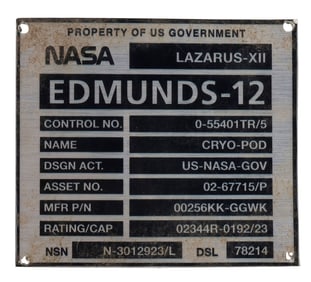 PROPERTY OF US GOVERNMENT
NASA LAZARUS-XII
EDMUNDS-12
CONTROL NO. 0-55401TR/5
NAME CRYO-POD
DSGN ACT. US-NASA-GOV
ASSET NO. 02-67715/P
MFR P/N 00256KK-GGWK
RATING/CAP 02344R-0192/23
NSN N-3012923/L DSL 78214